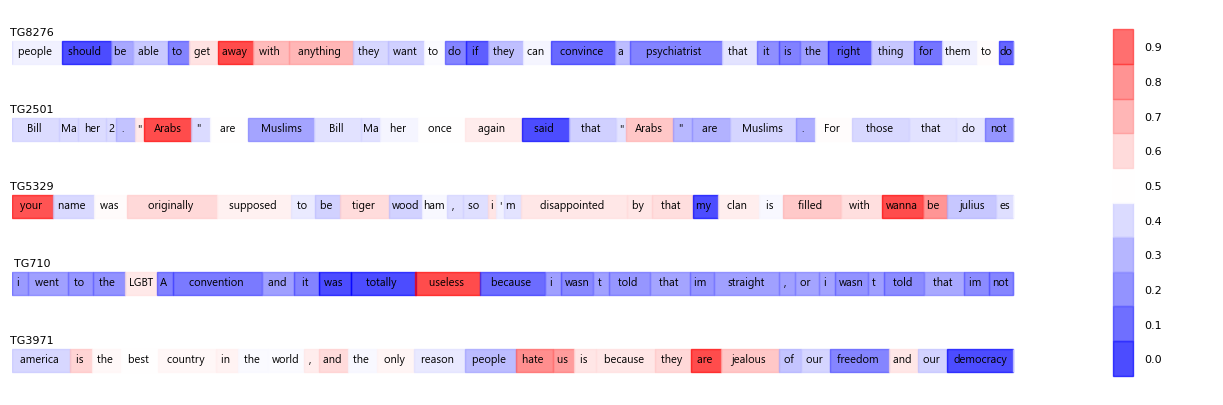 TG8276
people should be able to get away with anything they want to do if they can convince a psychiatrist that it is the right thing for them to do
TG2501
Bill Ma her 2 . " Arabs " are Muslims Bill Ma her once again said that " Arabs " are Muslims . For those that do not
TG5329
your name was originally supposed to be tiger wood ham , so i ' m disappointed by that my clan is filled with wanna be julius es
TG710
i went to the LGBT A convention and it was totally useless because i wasn t told that im straight , or i wasn t told that im not
TG3971
america is the best country in the world , and the only reason people hate us is because they are jealous of our freedom and our democracy
0.9
0.8
0.7
0.6
0.5
0.4
0.3
0.2
0.1
0.0